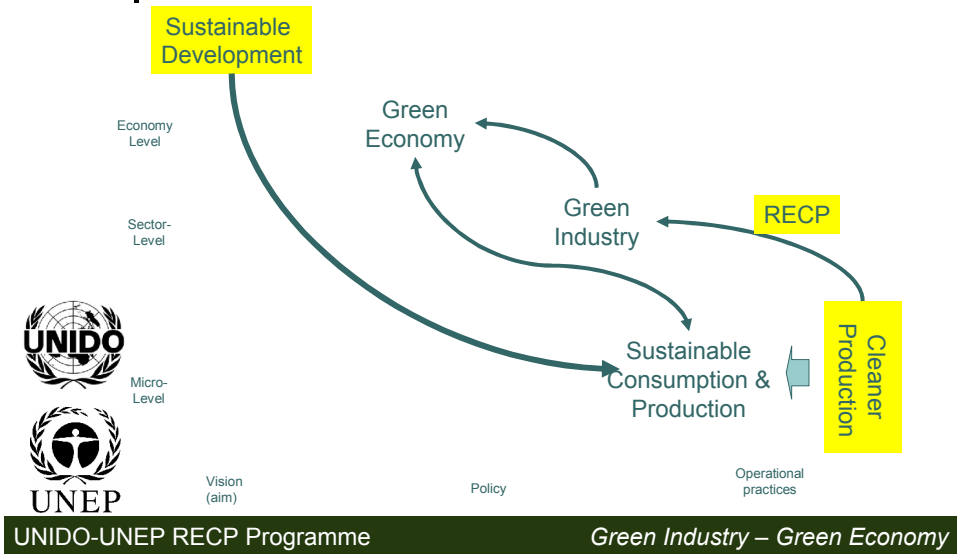 Sustainable
Development
Economy
Level
Green
Economy
Sector-
Level
Green
Industry
RECP
UNIDO
Micro-
Level
Sustainable
Consumption &
Production
Cleaner
Production
UNEP
Vision
(aim)
Policy
Operational
practices
UNIDO-UNEP RECP Programme
Green Industry – Green Economy